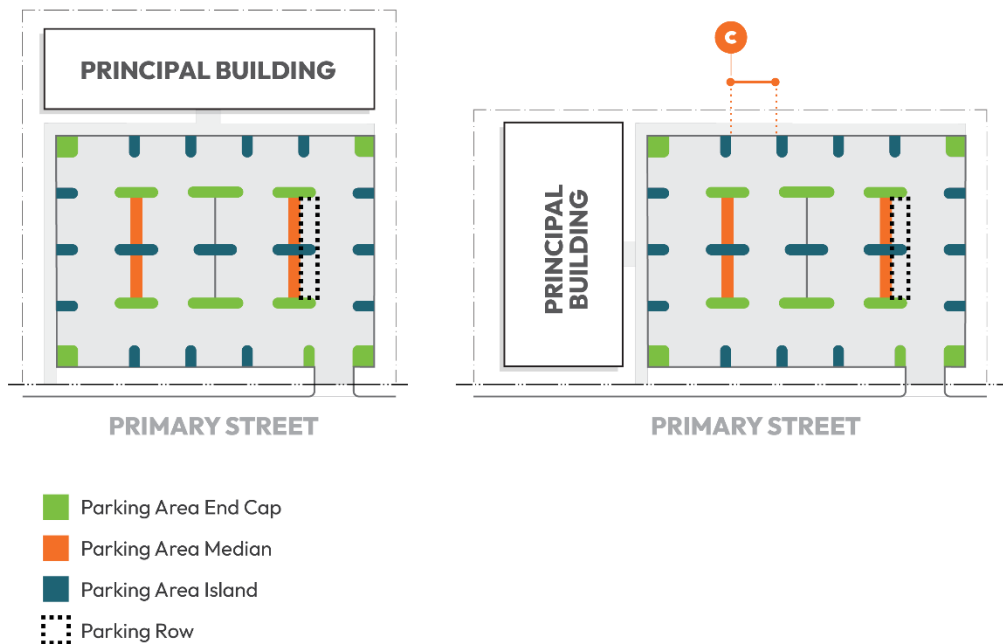 C
PRINCIPAL BUILDING
PRINCIPAL
BUILDING
PRIMARY STREET
PRIMARY STREET
Parking Area End Cap
Parking Area Median
Parking Area Island
Parking Row